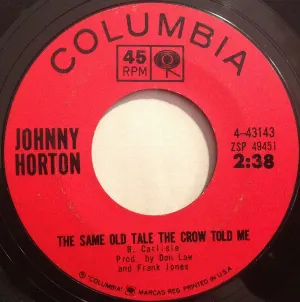 COLUMBIA
45
RPM
JOHNNY
HORTON
4-43143
ZSP 49451
2:38
THE SAME OLD TALE THE CROW TOLD ME
B. Carlisle
Prod. by Don Law
and Frank Jones
® "COLUMBIA", MARCAS REG. PRINTED IN U.S.A.